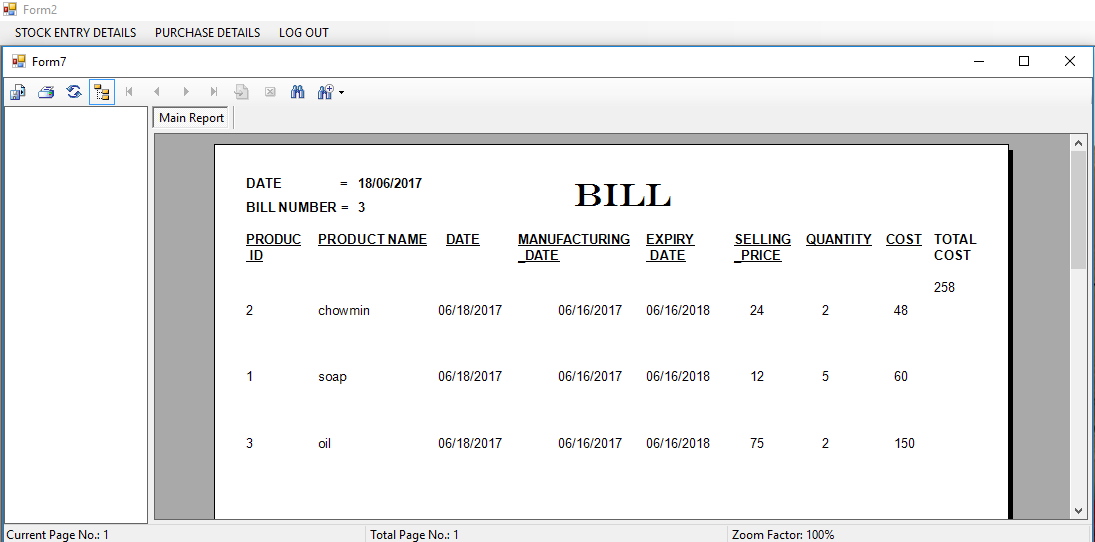 Form2
STOCK ENTRY DETAILS PURCHASE DETAILS LOG OUT
Form7
Main Report
DATE = 18/06/2017
BILL
BILL NUMBER = 3
PRODUC PRODUCT NAME DATE MANUFACTURING EXPIRY SELLING QUANTITY COST TOTAL
_ID _DATE _DATE _PRICE COST
258
2 chowmin 06/18/2017 06/16/2017 06/16/2018 24 2 48
1 soap 06/18/2017 06/16/2017 06/16/2018 12 5 60
3 oil 06/18/2017 06/16/2017 06/16/2018 75 2 150
Current Page No.: 1 Total Page No.: 1 Zoom Factor: 100%